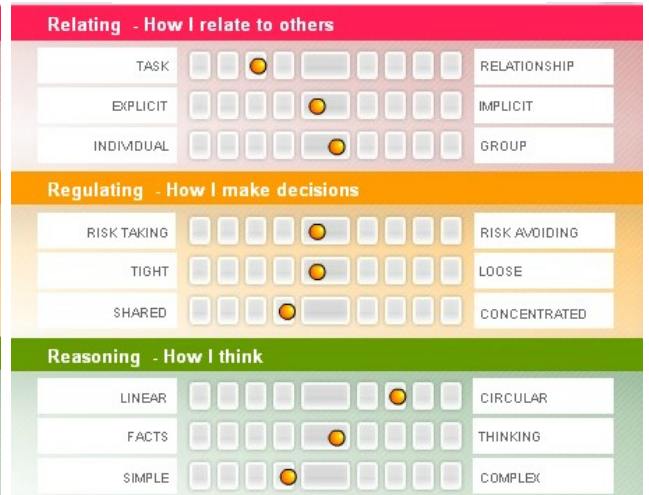 Relating - How I relate to others
TASK RELATIONSHIP
EXPLICIT IMPLICIT
INDIVIDUAL GROUP
Regulating - How I make decisions
RISK TAKING RISK AVOIDING
TIGHT LOOSE
SHARED CONCENTRATED
Reasoning - How I think
LINEAR CIRCULAR
FACTS THINKING
SIMPLE COMPLEX